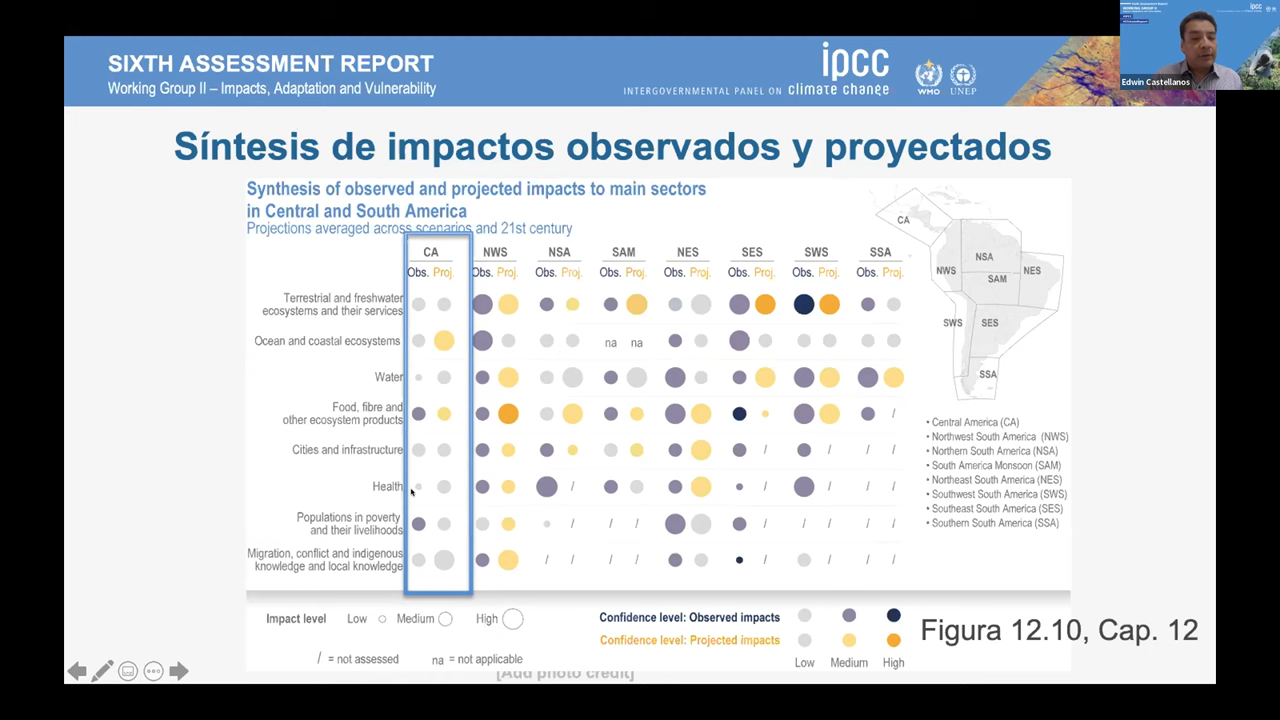 SIXTH ASSESSMENT REPORT
Working Group II – Impacts, Adaptation and Vulnerability
INTERGOVERNMENTAL PANEL ON climate change
ipcc
WMO UNEP
Edwin Castellanos
Síntesis de impactos observados y proyectados
Synthesis of observed and projected impacts to main sectors
in Central and South America
Projections averaged across scenarios and 21st century
CA NWS NSA SAM NES SES SWS SSA
Obs. Proj. Obs. Proj. Obs. Proj. Obs. Proj. Obs. Proj. Obs. Proj. Obs. Proj. Obs. Proj.
Terrestrial and freshwater
ecosystems and their services
Ocean and coastal ecosystems na na
Water
Food, fibre and
other ecosystem products /
Cities and infrastructure / / / /
Health / / / / /
Populations in poverty
and their livelihoods / / / / / / / /
Migration, conflict and indigenous
knowledge and local knowledge / / / / / / / /
CA
NWS
NSA
SAM
NES
SWS
SES
SSA
• Central America (CA)
• Northwest South America (NWS)
• Northern South America (NSA)
• South America Monsoon (SAM)
• Northeast South America (NES)
• Southwest South America (SWS)
• Southeast South America (SES)
• Southern South America (SSA)
Impact level Low Medium High
/ = not assessed na = not applicable
Confidence level: Observed impacts
Confidence level: Projected impacts
Low Medium High
Figura 12.10, Cap. 12
[Add photo credit]